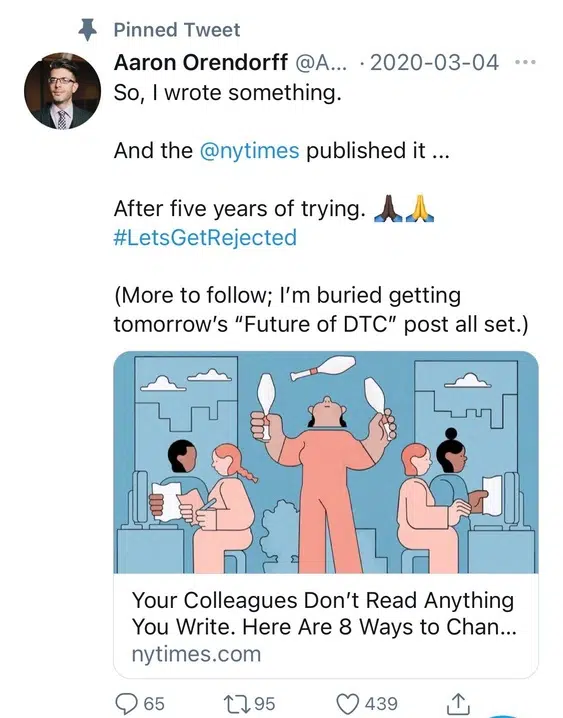 Pinned Tweet
Aaron Orendorff @A... · 2020-03-04 ···
So, I wrote something.
And the @nytimes published it ...
After five years of trying. 🙏🏿🙏
#LetsGetRejected
(More to follow; I’m buried getting
tomorrow’s “Future of DTC” post all set.)
Your Colleagues Don’t Read Anything
You Write. Here Are 8 Ways to Chan...
nytimes.com
65 95 439